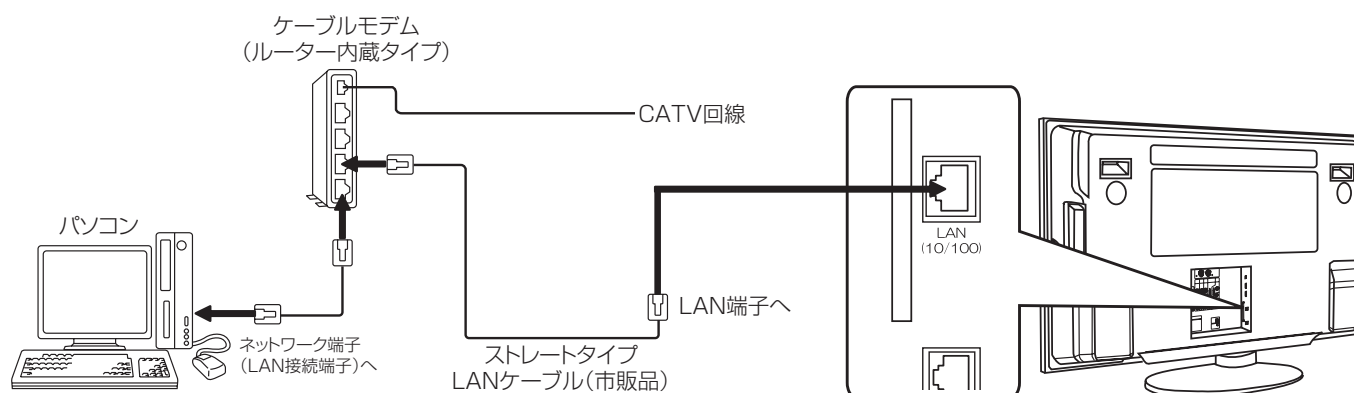 ケーブルモデム
（ルーター内蔵タイプ）
CATV回線
パソコン
LAN
(10/100)
LAN端子へ
ネットワーク端子
（LAN接続端子）へ
ストレートタイプ
LANケーブル（市販品）